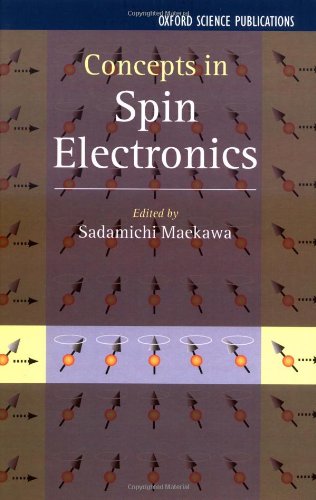 OXFORD SCIENCE PUBLICATIONS
Concepts in
Spin
Electronics
Edited by
Sadamichi Maekawa